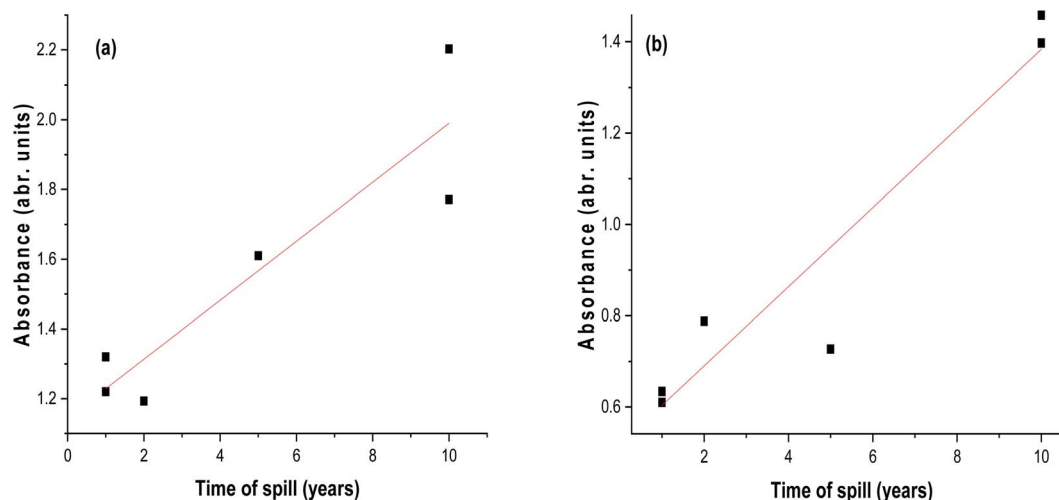 (a)
2.2
2.0
1.8
1.6
1.4
1.2
0 2 4 6 8 10
Absorbance (abr. units)
Time of spill (years)
(b)
1.4
1.2
1.0
0.8
0.6
2 4 6 8 10
Absorbance (abr. units)
Time of spill (years)